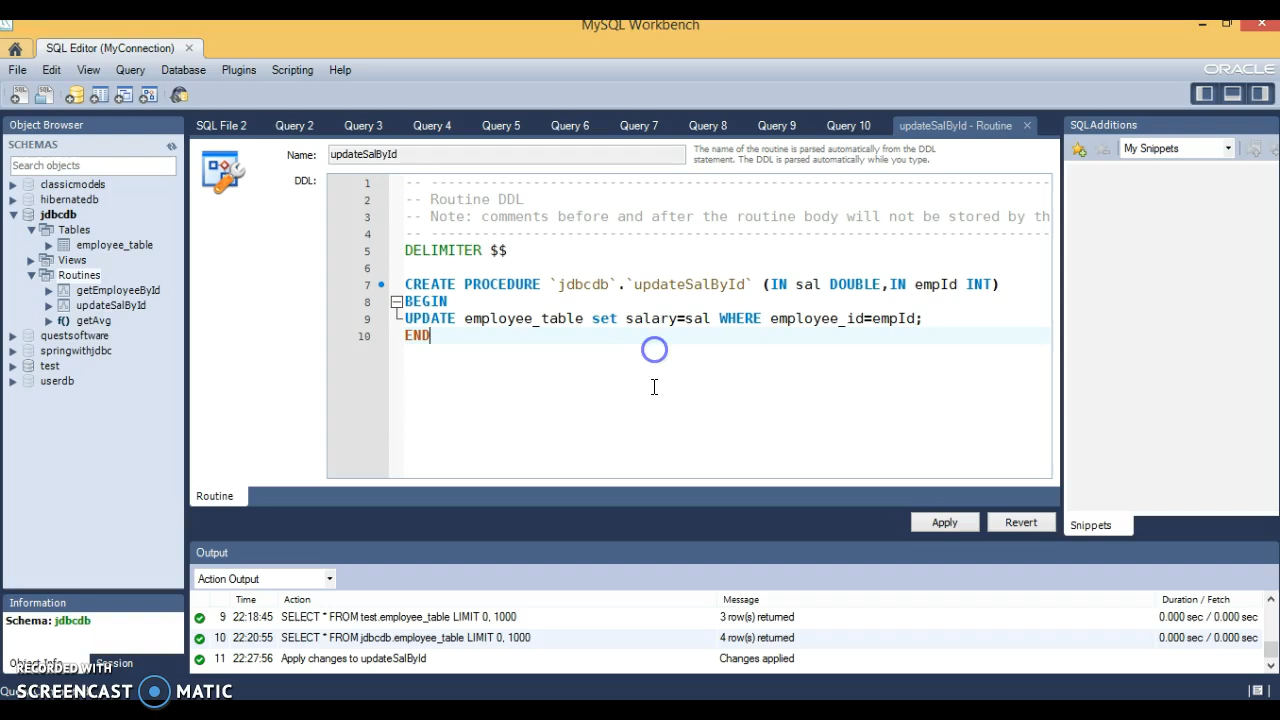 MySQL Workbench
SQL Editor (MyConnection)
File Edit View Query Database Plugins Scripting Help
ORACLE
Object Browser
SCHEMAS
Search objects
classicmodels
hibernatedb
jdbcdb
Tables
employee_table
Views
Routines
getEmployeeById
updateSalById
f() getAvg
questsoftware
springwithjdbc
test
userdb
Information
Schema: jdbcdb
Object Info Session
SQL File 2 Query 2 Query 3 Query 4 Query 5 Query 6 Query 7 Query 8 Query 9 Query 10 updateSalById - Routine
Name: updateSalById
The name of the routine is parsed automatically from the DDL
statement. The DDL is parsed automatically while you type.
DDL:
1 -- --------------------------------------------------------------------------------
2 -- Routine DDL
3 -- Note: comments before and after the routine body will not be stored by th
4 -- --------------------------------------------------------------------------------
5 DELIMITER $$
6
7 CREATE PROCEDURE `jdbcdb`.`updateSalById` (IN sal DOUBLE,IN empId INT)
8 BEGIN
9 UPDATE employee_table set salary=sal WHERE employee_id=empId;
10 END
Routine
Apply Revert
SQLAdditions
My Snippets
Snippets
Output
Action Output
Time Action Message Duration / Fetch
9 22:18:45 SELECT * FROM test.employee_table LIMIT 0, 1000 3 row(s) returned 0.000 sec / 0.000 sec
10 22:20:55 SELECT * FROM jdbcdb.employee_table LIMIT 0, 1000 4 row(s) returned 0.000 sec / 0.000 sec
11 22:27:56 Apply changes to updateSalById Changes applied
RECORDED WITH
SCREENCAST MATIC